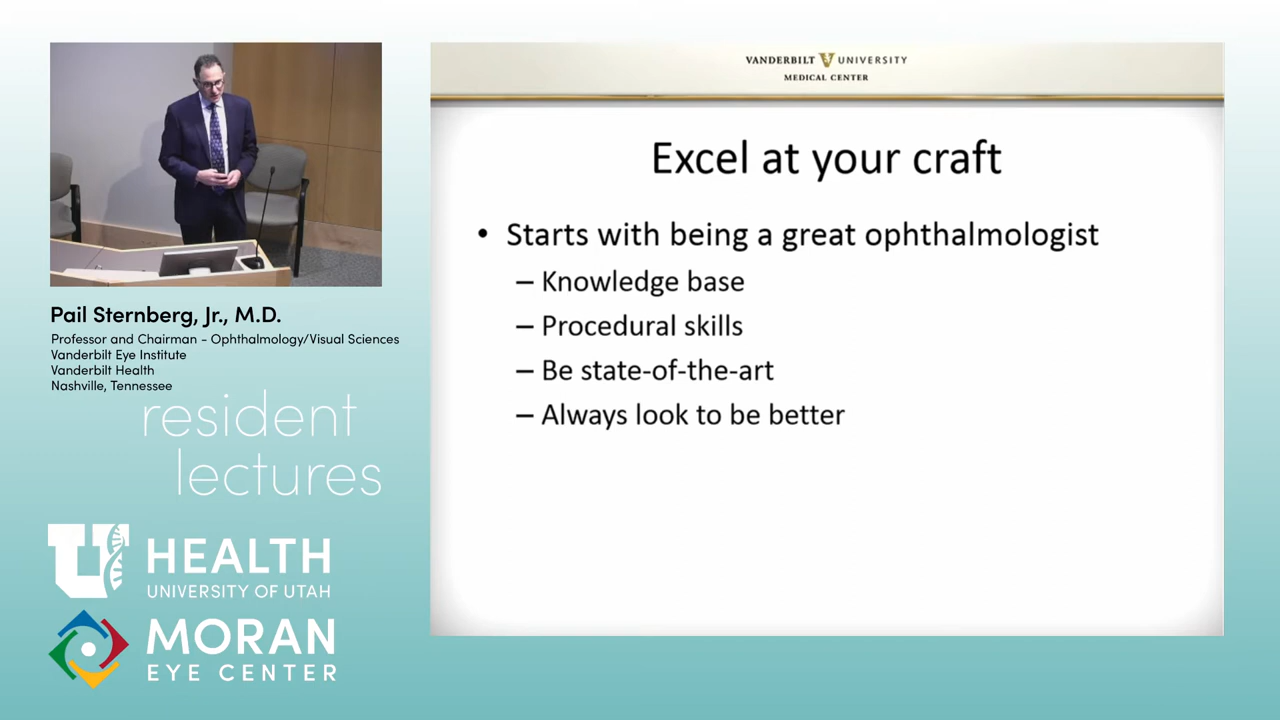 VANDERBILT UNIVERSITY
MEDICAL CENTER
Excel at your craft
• Starts with being a great ophthalmologist
– Knowledge base
– Procedural skills
– Be state-of-the-art
– Always look to be better
Pail Sternberg, Jr., M.D.
Professor and Chairman - Ophthalmology/Visual Sciences
Vanderbilt Eye Institute
Vanderbilt Health
Nashville, Tennessee
resident
lectures
U HEALTH
UNIVERSITY OF UTAH
MORAN
EYE CENTER